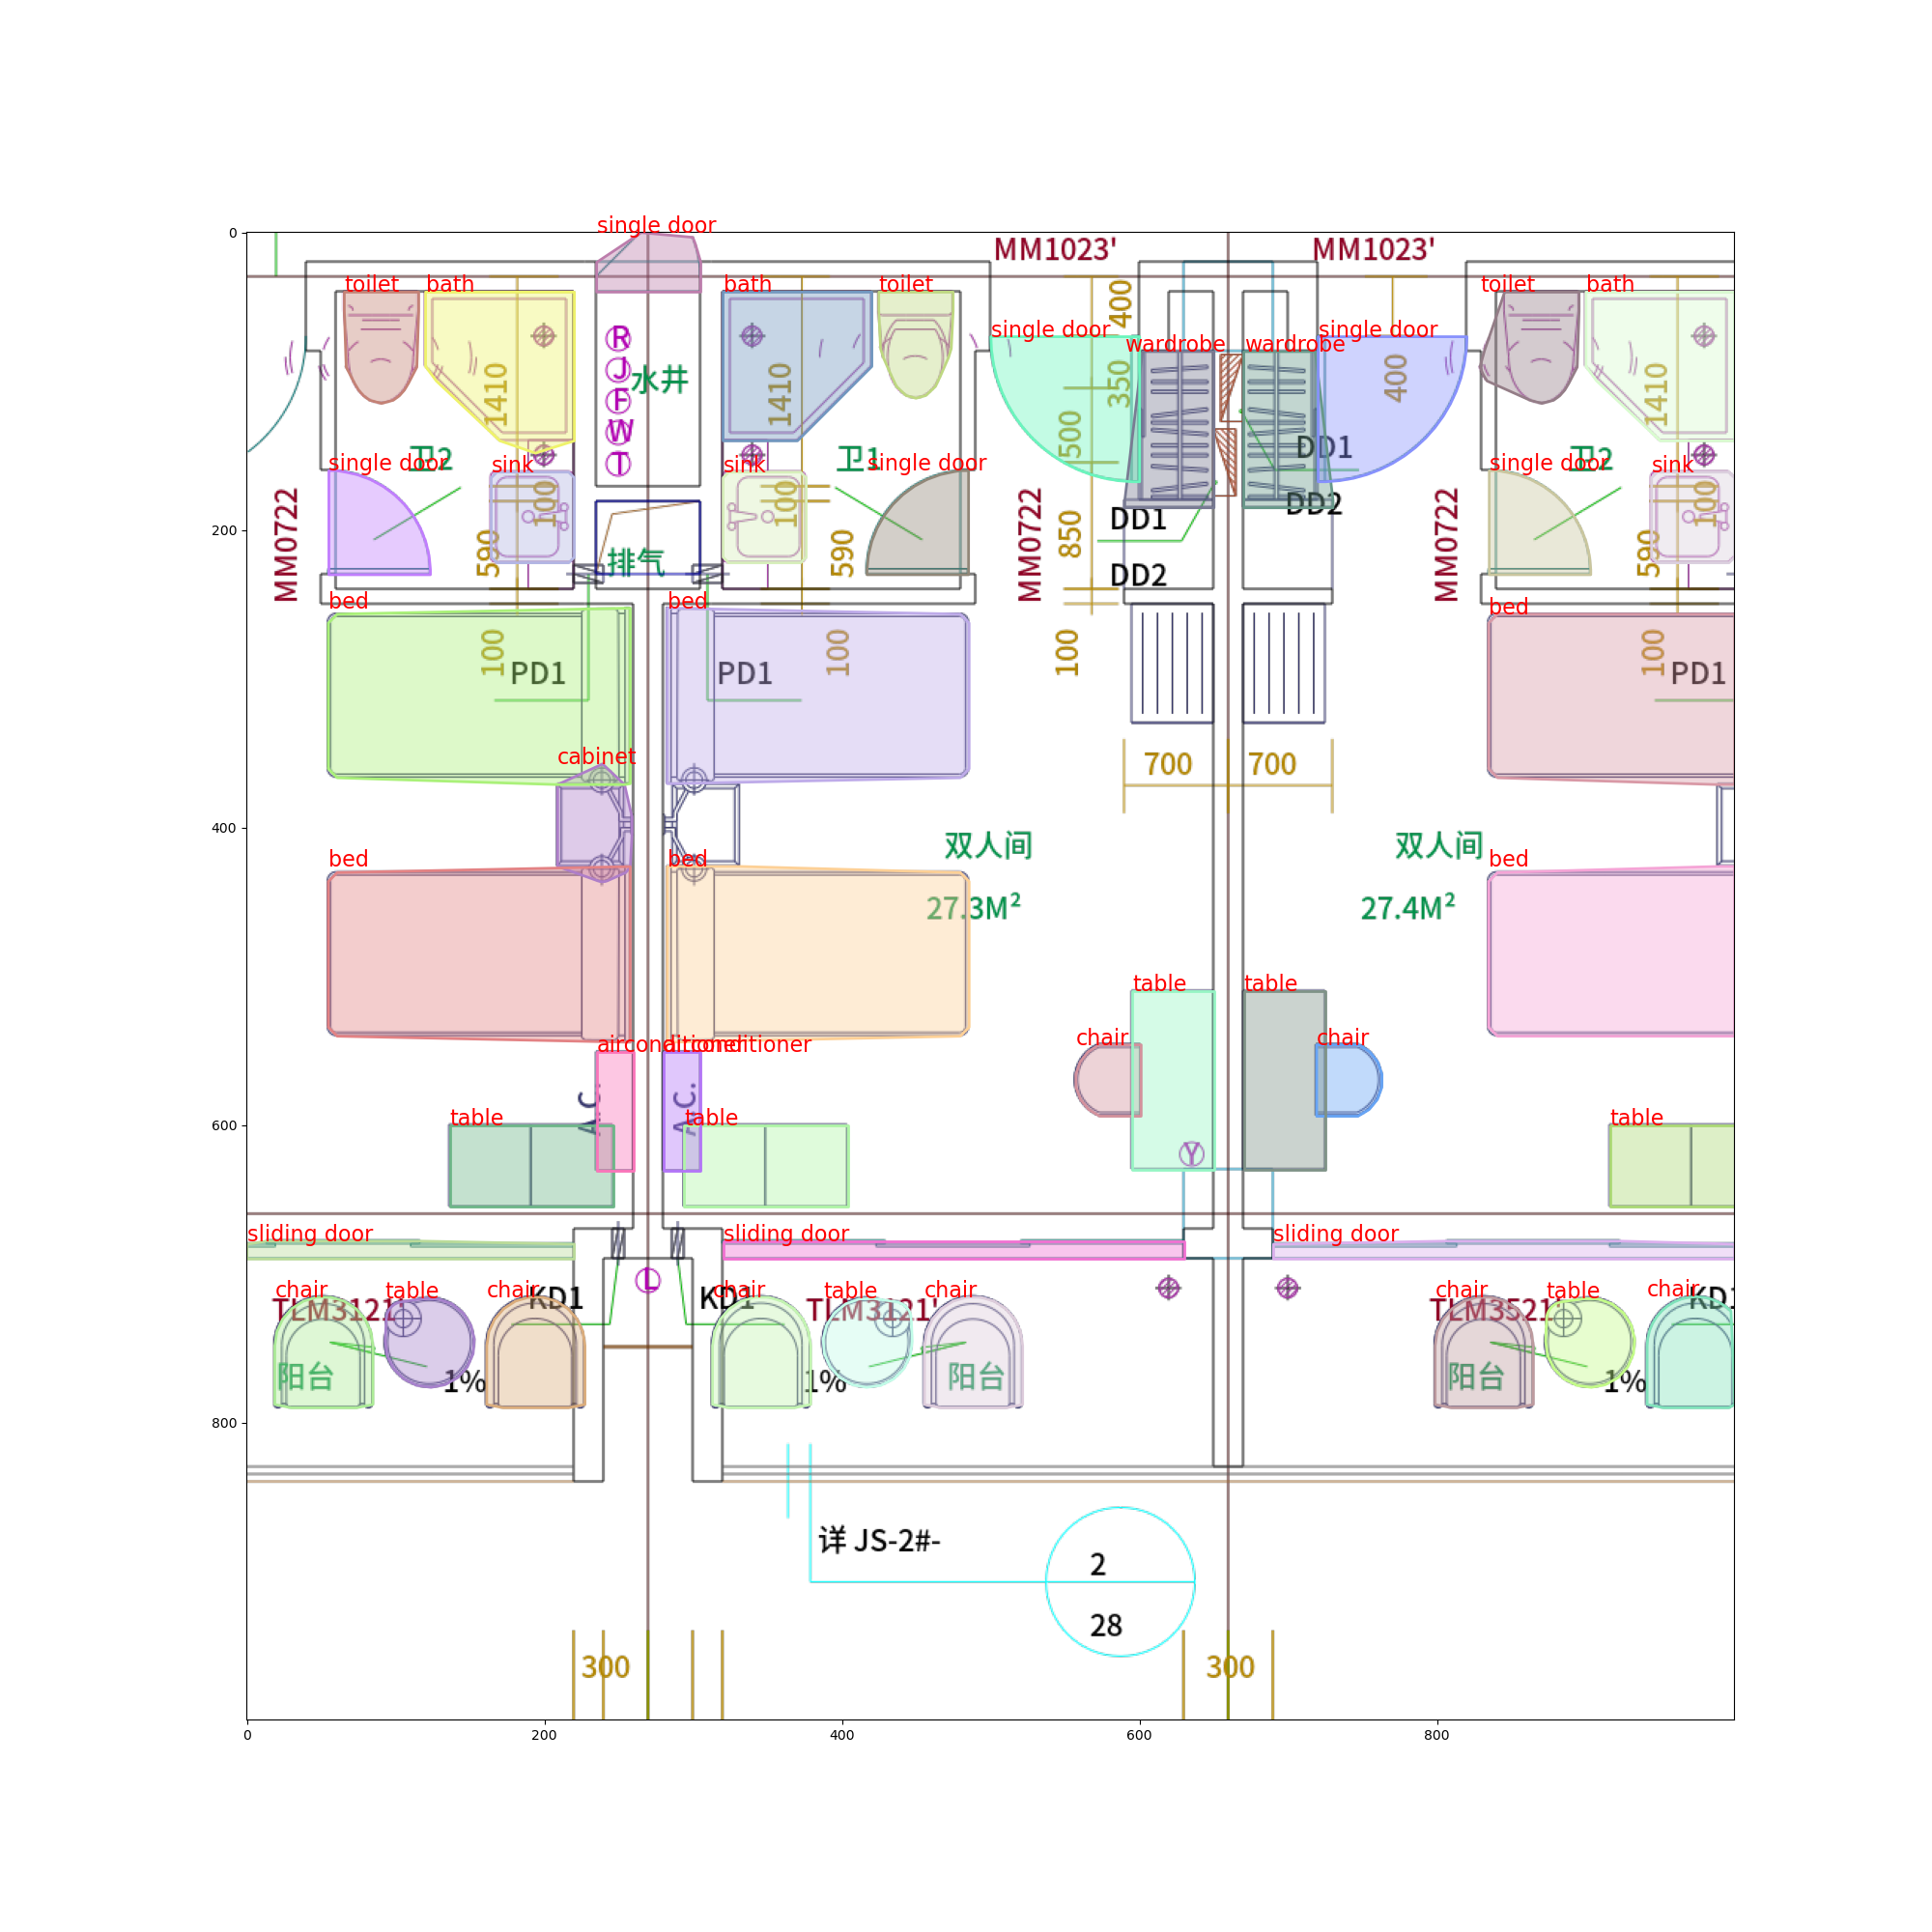 single door
MM1023'
MM1023'
0
toilet
bath
bath
toilet
toilet
bath
400
single door
single door
wardrobe
wardrobe
R
J
F
W
T
水井
1410
1410
350
400
1410
500
DD1
卫2
卫1
卫2
single door
sink
sink
single door
single door
sink
100
100
100
DD2
DD1
200
MM0722
590
590
MM0722
850
MM0722
590
排气
DD2
bed
bed
bed
100
PD1
PD1
100
100
100
PD1
cabinet
700
700
400
双人间
双人间
bed
bed
bed
27.3M²
27.4M²
table
table
airconditioner
airconditioner
chair
chair
A.C.
A.C.
table
table
table
600
Y
sliding door
sliding door
sliding door
L
chair
table
chair
chair
table
chair
chair
table
chair
TLM3121'
KD1
KD1
TLM3121'
TLM3521'
KD1
阳台
1%
1%
阳台
阳台
1%
800
详 JS-2#-
2
28
300
300
0
200
400
600
800